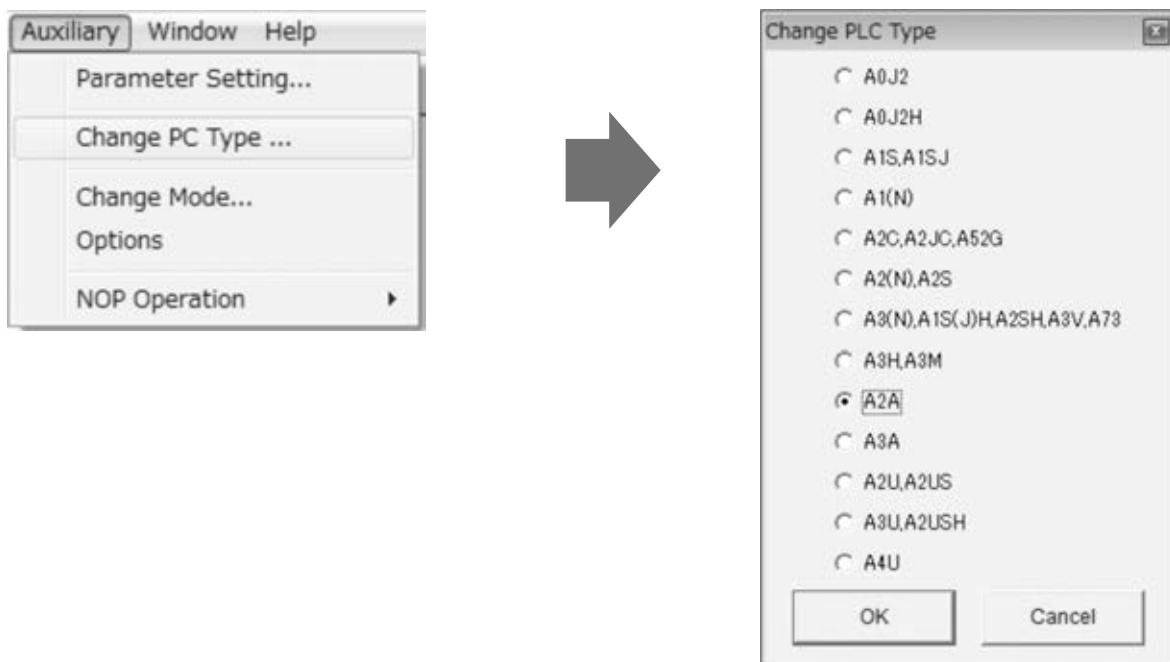 Auxiliary Window Help
Parameter Setting...
Change PC Type ...
Change Mode...
Options
NOP Operation
Change PLC Type
A0J2
A0J2H
A1S,A1SJ
A1(N)
A2C,A2JC,A52G
A2(N),A2S
A3(N),A1S(J)H,A2SH,A3V,A73
A3H,A3M
A2A
A3A
A2U,A2US
A3U,A2USH
A4U
OK Cancel